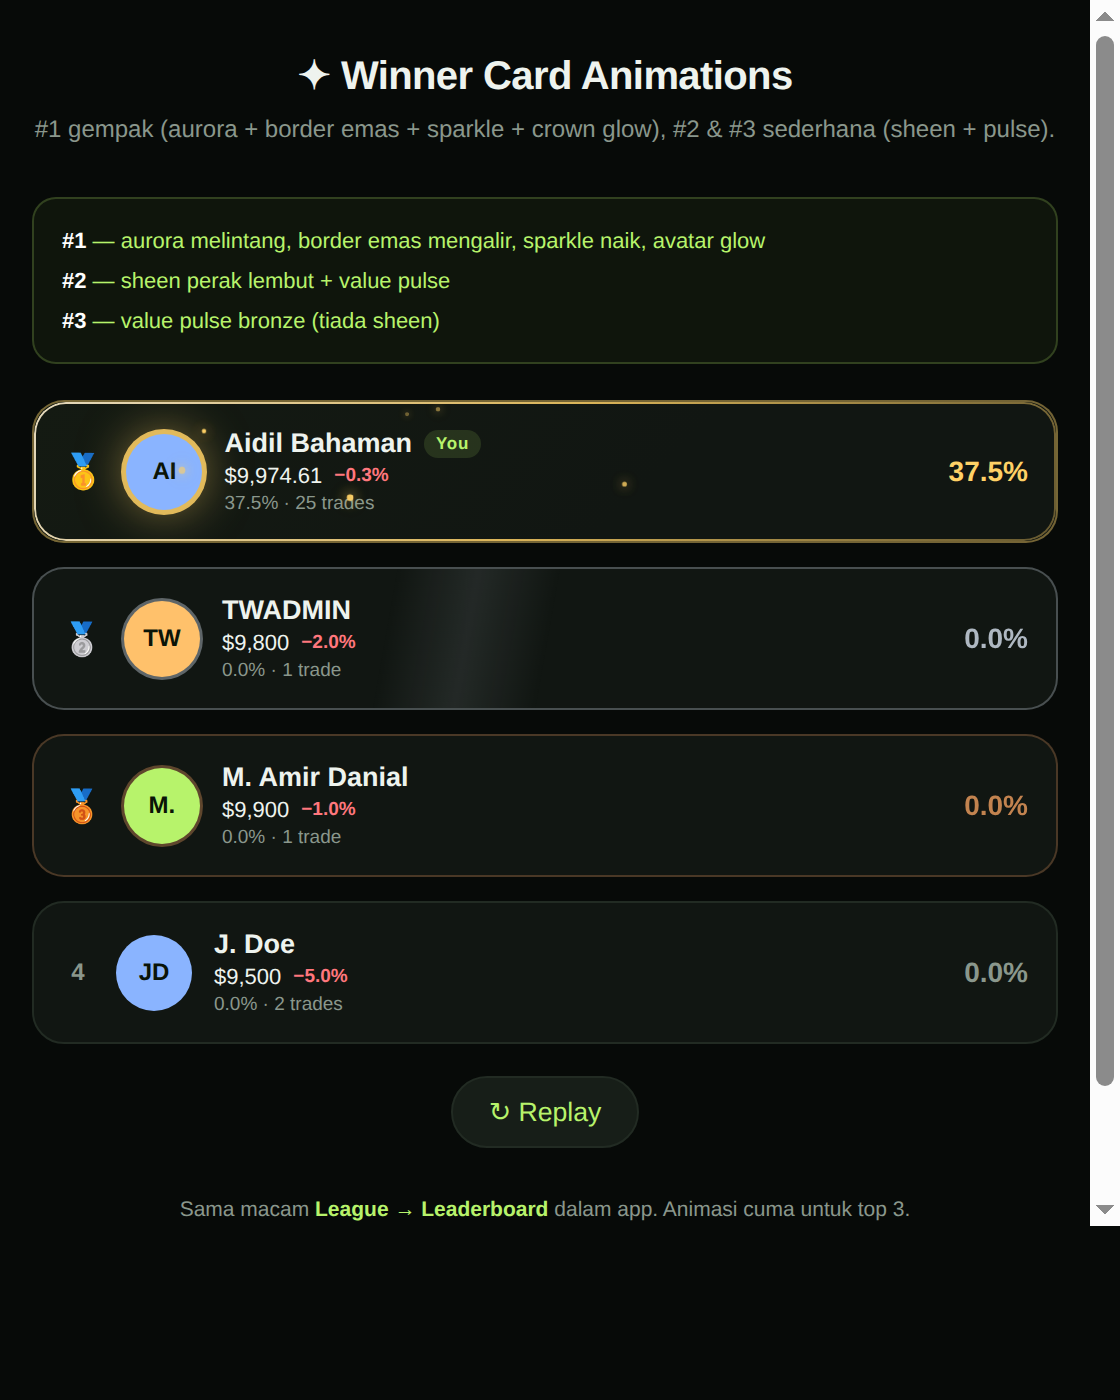 ✦ Winner Card Animations
#1 gempak (aurora + border emas + sparkle + crown glow), #2 & #3 sederhana (sheen + pulse).
#1 — aurora melintang, border emas mengalir, sparkle naik, avatar glow
#2 — sheen perak lembut + value pulse
#3 — value pulse bronze (tiada sheen)
🥇 AI Aidil Bahaman You
$9,974.61 −0.3%
37.5% · 25 trades
37.5%
🥈 TW TWADMIN
$9,800 −2.0%
0.0% · 1 trade
0.0%
🥉 M. M. Amir Danial
$9,900 −1.0%
0.0% · 1 trade
0.0%
4 JD J. Doe
$9,500 −5.0%
0.0% · 2 trades
0.0%
↻ Replay
Sama macam League → Leaderboard dalam app. Animasi cuma untuk top 3.